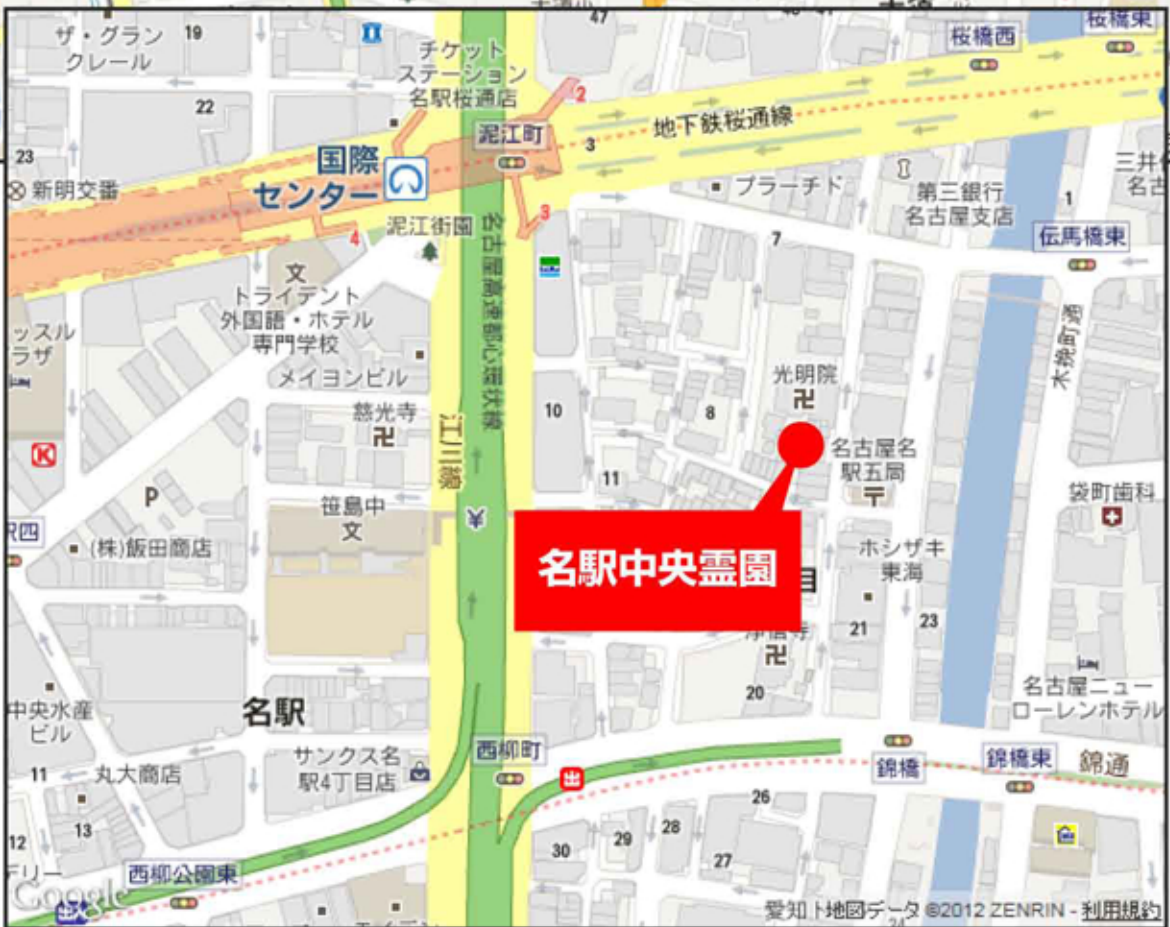 47
桜橋東
ザ・グラン
クレール
19
チケット
ステーション
名駅桜通店
桜橋西
22
2
泥江町
3
地下鉄桜通線
23
新明交番
国際
センター
プラーチド
第三銀行
名古屋支店
1
4
泥江街園
3
7
伝馬橋東
文
トライデント
外国語・ホテル
専門学校
名古屋高速都心環状線
木挽町通
メイヨンビル
光明院
慈光寺
10
8
江川線
名古屋名
駅五局
11
K
P
笹島中
文
¥
袋町歯科
(株)飯田商店
名駅中央霊園
目
ホシザキ
東海
21
23
浄信寺
20
中央水産
ビル
名駅
名古屋ニュー
ローレンホテル
サンクス名
駅4丁目店
西柳町
出
錦橋
錦橋東
錦通
11
丸大商店
26
13
12
30
29
28
27
西柳公園東
Google
出入
愛知 地図データ ©2012 ZENRIN - 利用規約